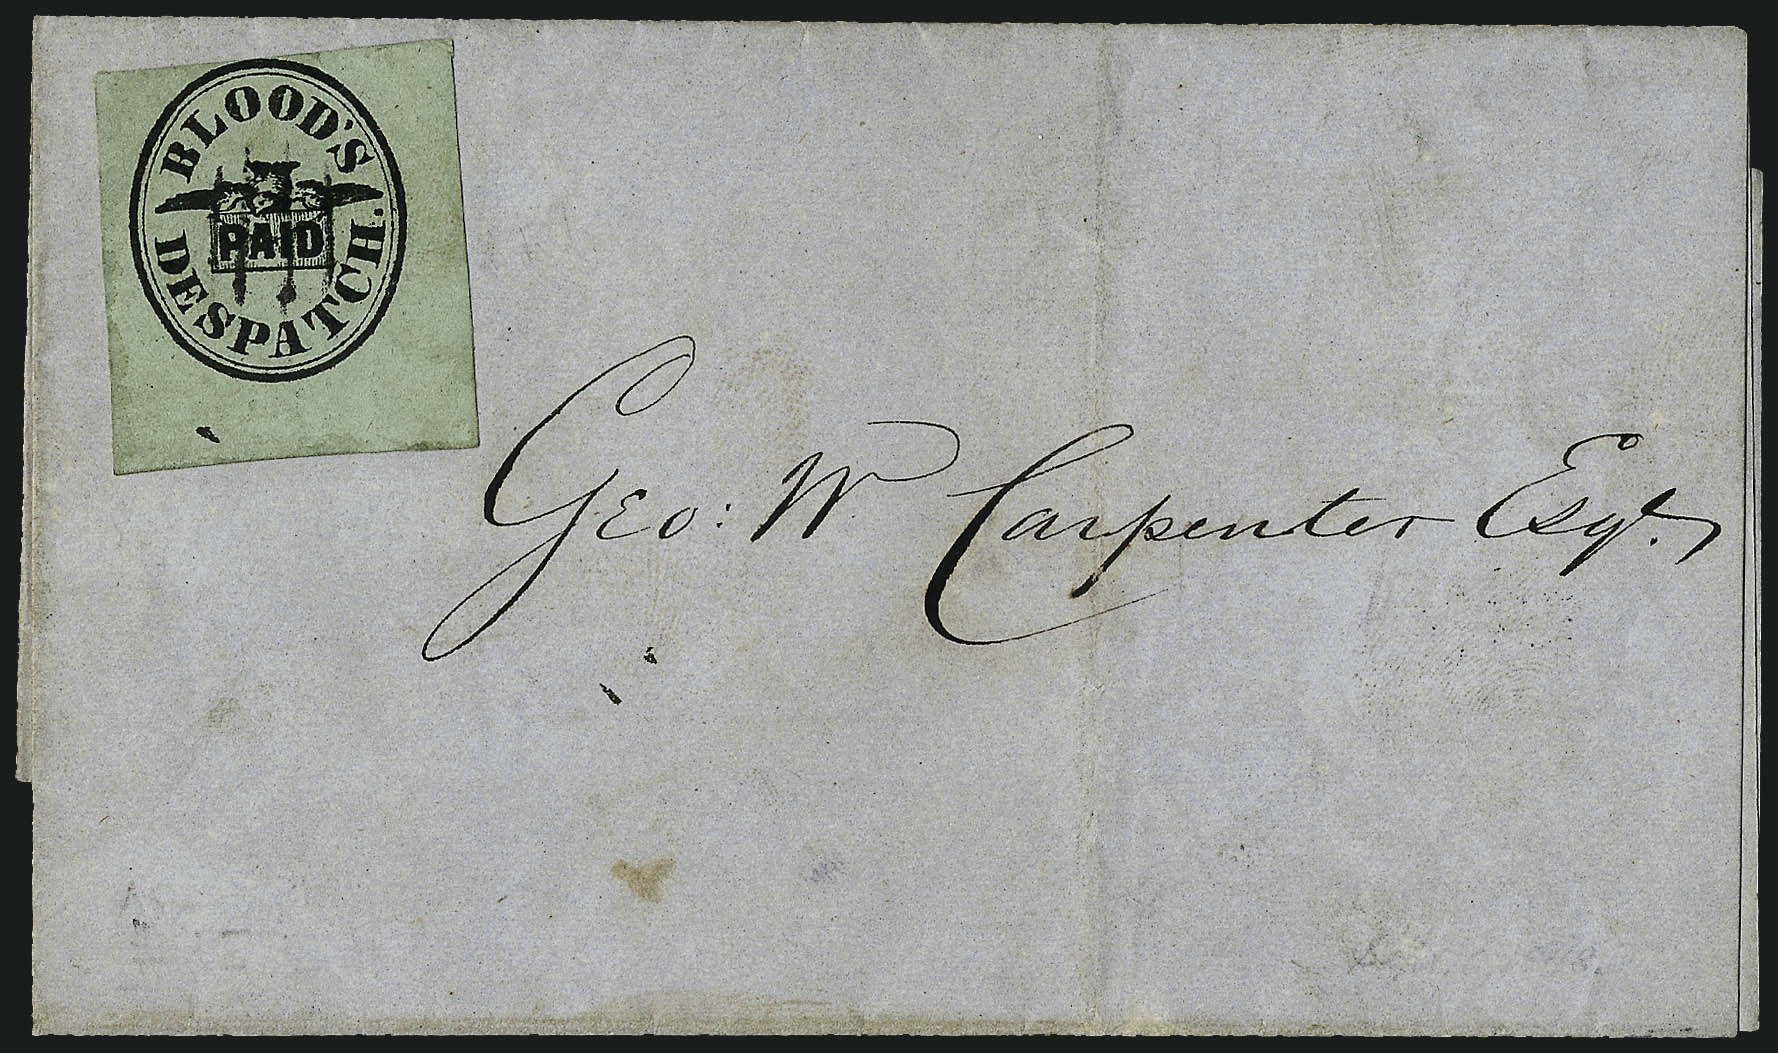 BLOOD'S
PAID
DESPATCH.
Geo: W Carpenter Esqr.